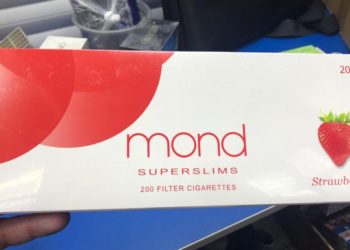 mond
SUPERSLIMS
200 FILTER CIGARETTES
20
Strawbe